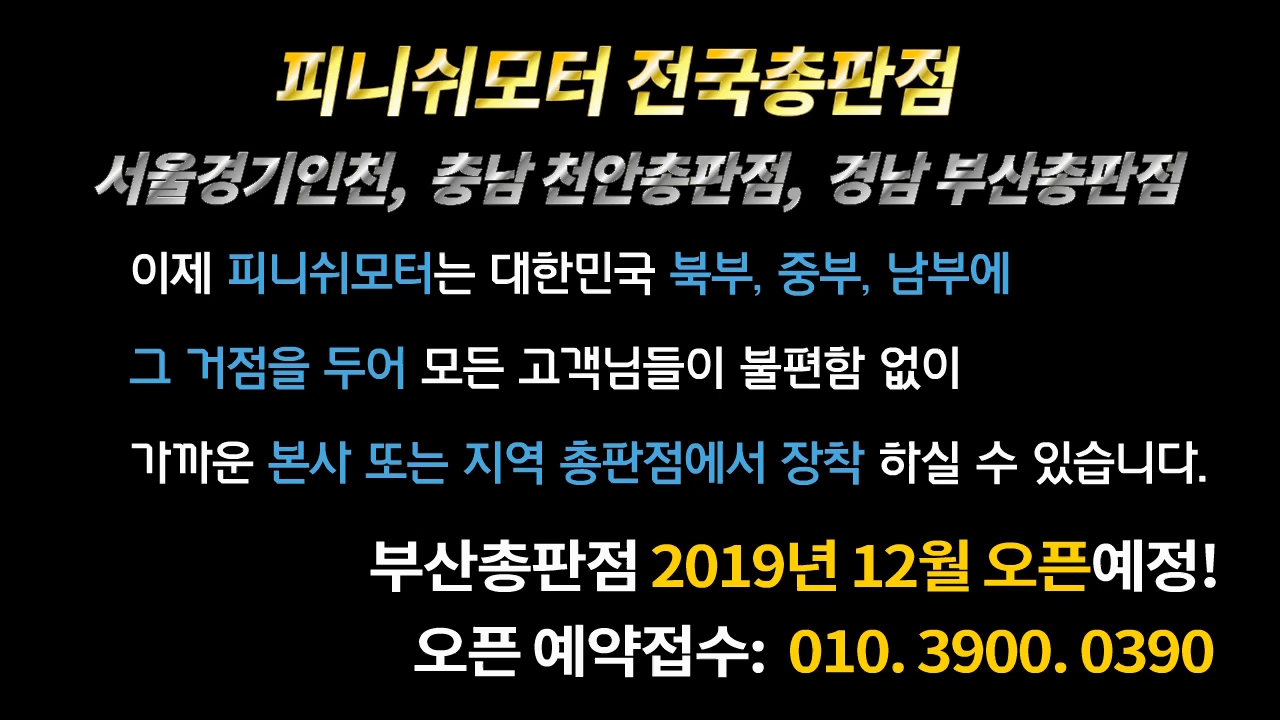 피니쉬모터 전국총판점
서울경기인천, 충남 천안총판점, 경남 부산총판점
이제 피니쉬모터는 대한민국 북부, 중부, 남부에
그 거점을 두어 모든 고객님들이 불편함 없이
가까운 본사 또는 지역 총판점에서 장착 하실 수 있습니다.
부산총판점 2019년 12월 오픈예정!
오픈 예약접수: 010. 3900. 0390